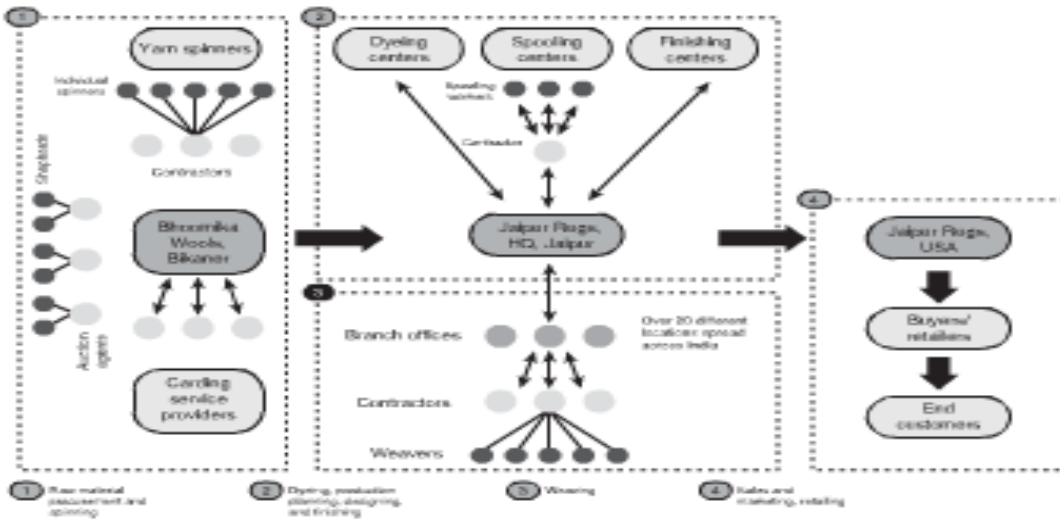 1
Yarn spinners
Individual
spinners
Contractors
Shepherds
Bhoomika
Wools,
Bikaner
Auction
agents
Carding
service
providers
2
Dyeing
centers
Spooling
centers
Finishing
centers
Spooling
workers
Contractor
Jaipur Rugs,
HQ, Jaipur
3
Branch offices
Over 20 different
locations spread
across India
Contractors
Weavers
4
Jaipur Rugs,
USA
Buyers/
retailers
End
customers
1 Raw material
procurement and
spinning
2 Dyeing, production
planning, designing,
and finishing
3 Weaving
4 Sales and
marketing, retailing